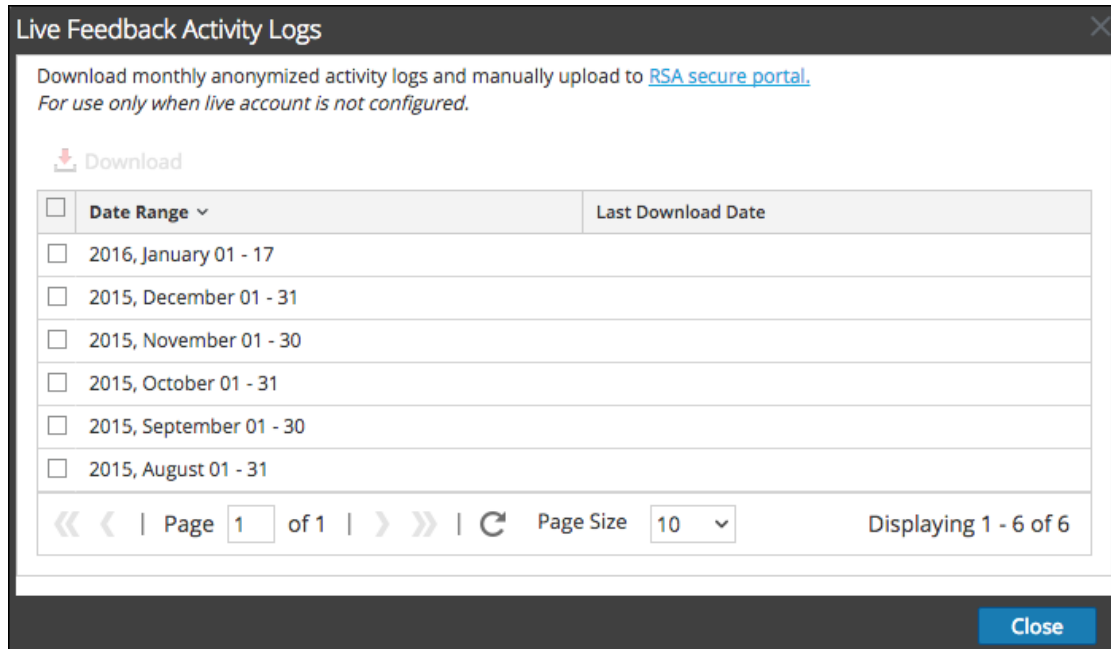 Live Feedback Activity Logs
Download monthly anonymized activity logs and manually upload to RSA secure portal.
For use only when live account is not configured.
Download
Date Range Last Download Date
2016, January 01 - 17
2015, December 01 - 31
2015, November 01 - 30
2015, October 01 - 31
2015, September 01 - 30
2015, August 01 - 31
| Page 1 of 1 | | Page Size 10 Displaying 1 - 6 of 6
Close